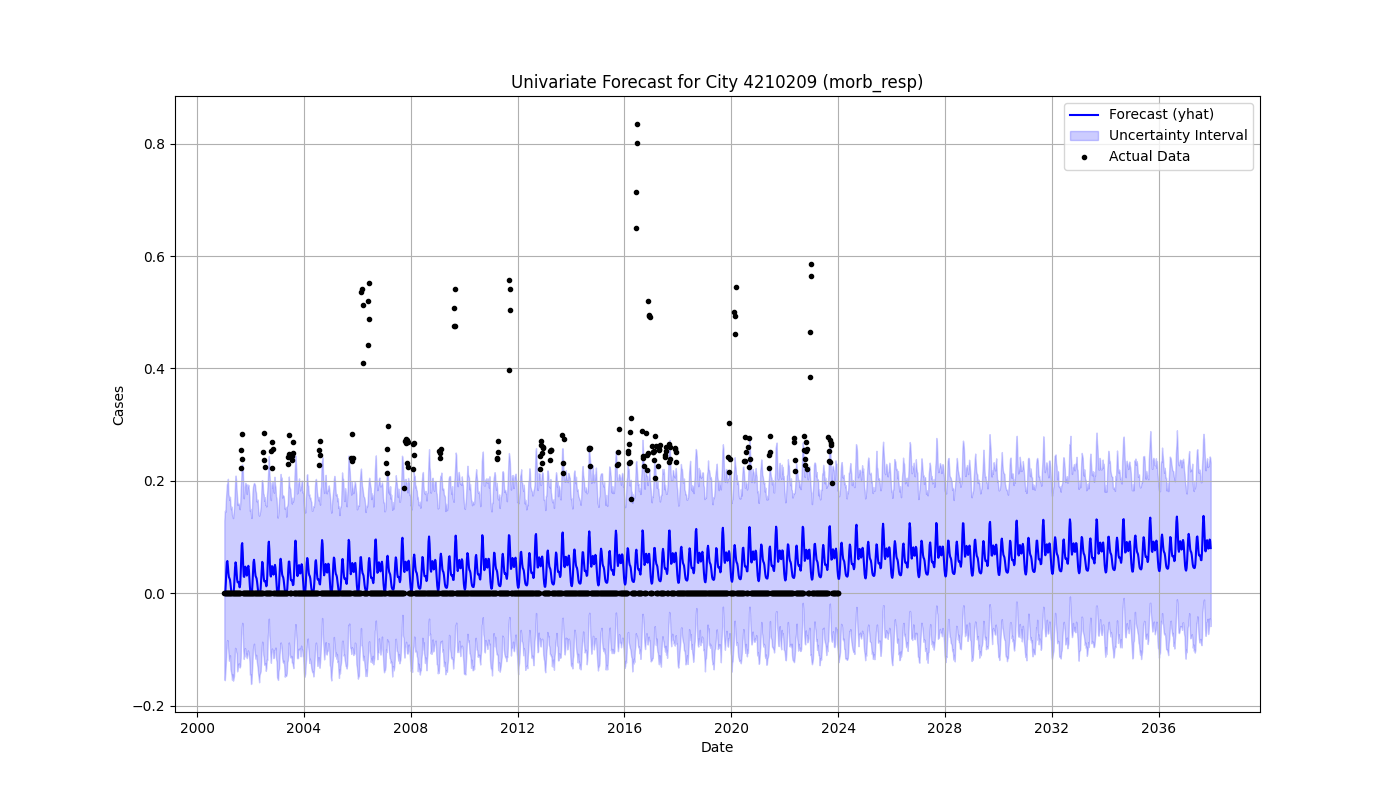 Univariate Forecast for City 4210209 (morb_resp)
Forecast (yhat)
Uncertainty Interval
Actual Data
Cases
0.8
0.6
0.4
0.2
0.0
−0.2
2000 2004 2008 2012 2016 2020 2024 2028 2032 2036
Date